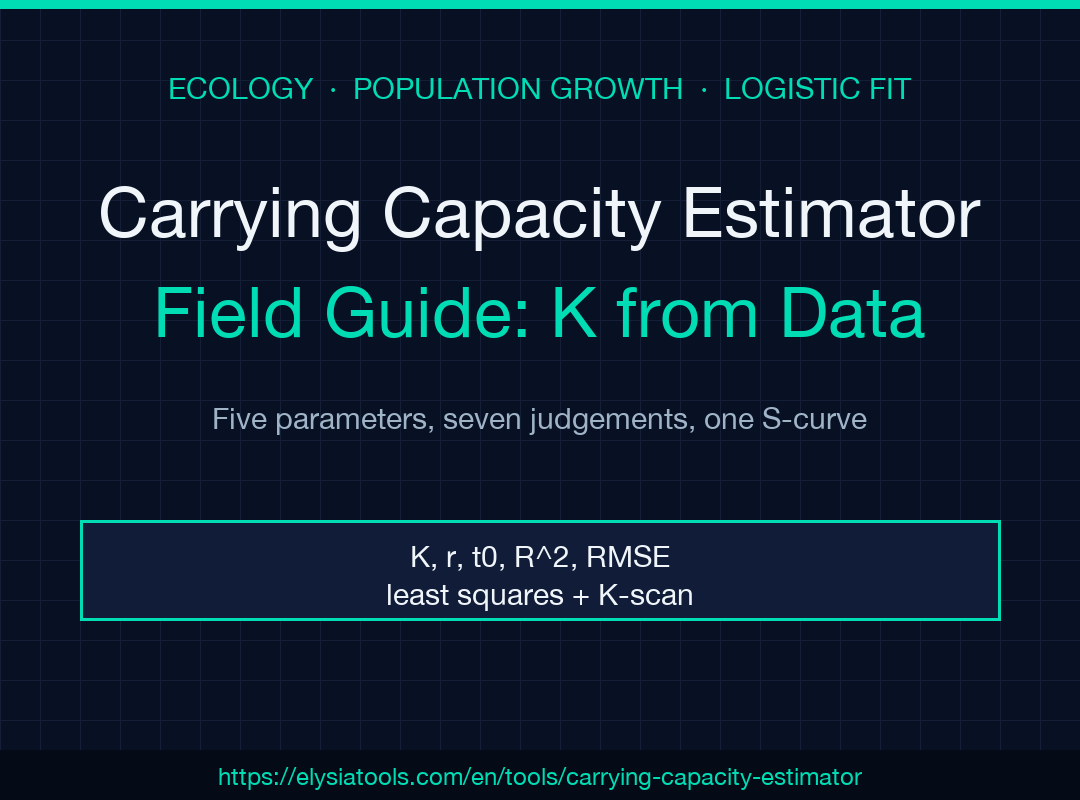 ECOLOGY · POPULATION GROWTH · LOGISTIC FIT
Carrying Capacity Estimator
Field Guide: K from Data
Five parameters, seven judgements, one S-curve
K, r, t0, R^2, RMSE
least squares + K-scan
https://elysiatools.com/en/tools/carrying-capacity-estimator